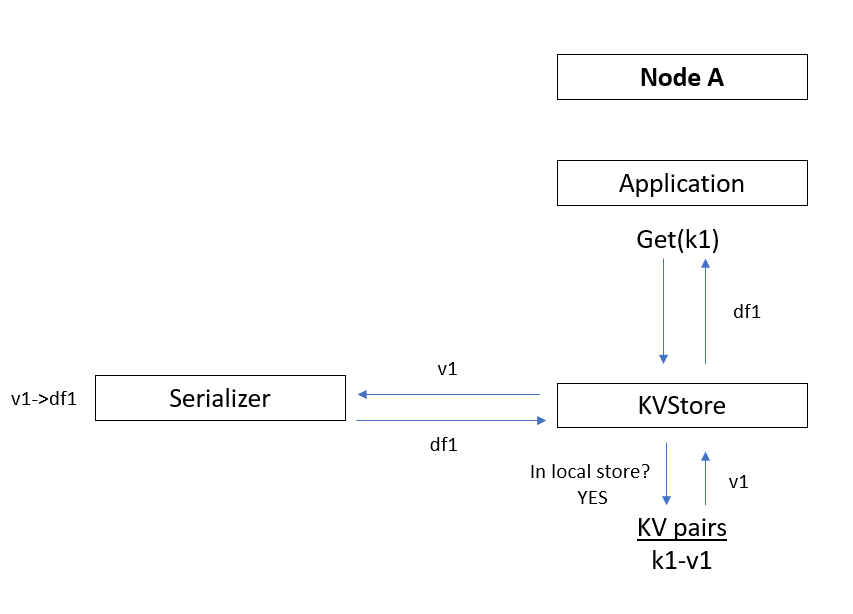 Node A
Application
Get(k1)
df1
v1
v1->df1
Serializer
KVStore
df1
In local store?
YES
v1
KV pairs
k1-v1